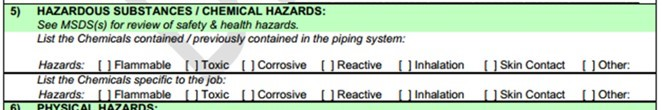 5) HAZARDOUS SUBSTANCES / CHEMICAL HAZARDS:
See MSDS(s) for review of safety & health hazards.
List the Chemicals contained / previously contained in the piping system:
Hazards: [ ] Flammable [ ] Toxic [ ] Corrosive [ ] Reactive [ ] Inhalation [ ] Skin Contact [ ] Other:
List the Chemicals specific to the job:
Hazards: [ ] Flammable [ ] Toxic [ ] Corrosive [ ] Reactive [ ] Inhalation [ ] Skin Contact [ ] Other:
6) PHYSICAL HAZARDS: